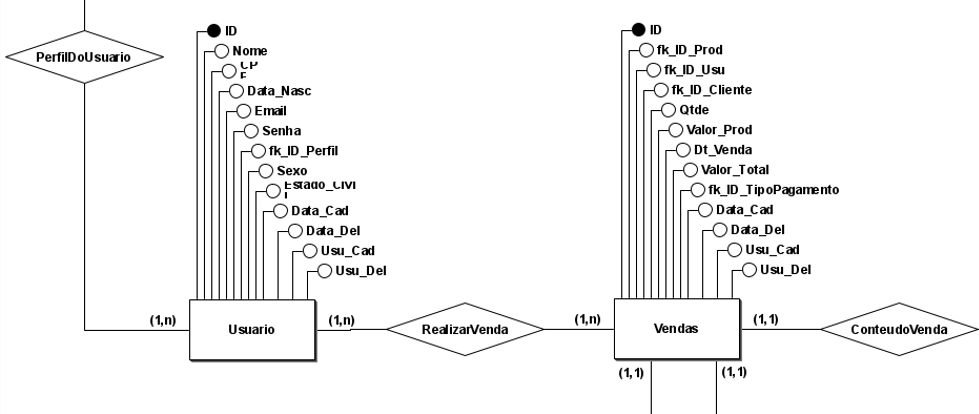 PerfilDoUsuario
ID
Nome
CP
F
Data_Nasc
Email
Senha
fk_ID_Perfil
Sexo
Estado_Civi
l
Data_Cad
Data_Del
Usu_Cad
Usu_Del
(1,n)
Usuario
(1,n)
RealizarVenda
ID
fk_ID_Prod
fk_ID_Usu
fk_ID_Cliente
Qtde
Valor_Prod
Dt_Venda
Valor_Total
fk_ID_TipoPagamento
Data_Cad
Data_Del
Usu_Cad
Usu_Del
(1,n)
Vendas
(1,1)
ConteudoVenda
(1,1)
(1,1)